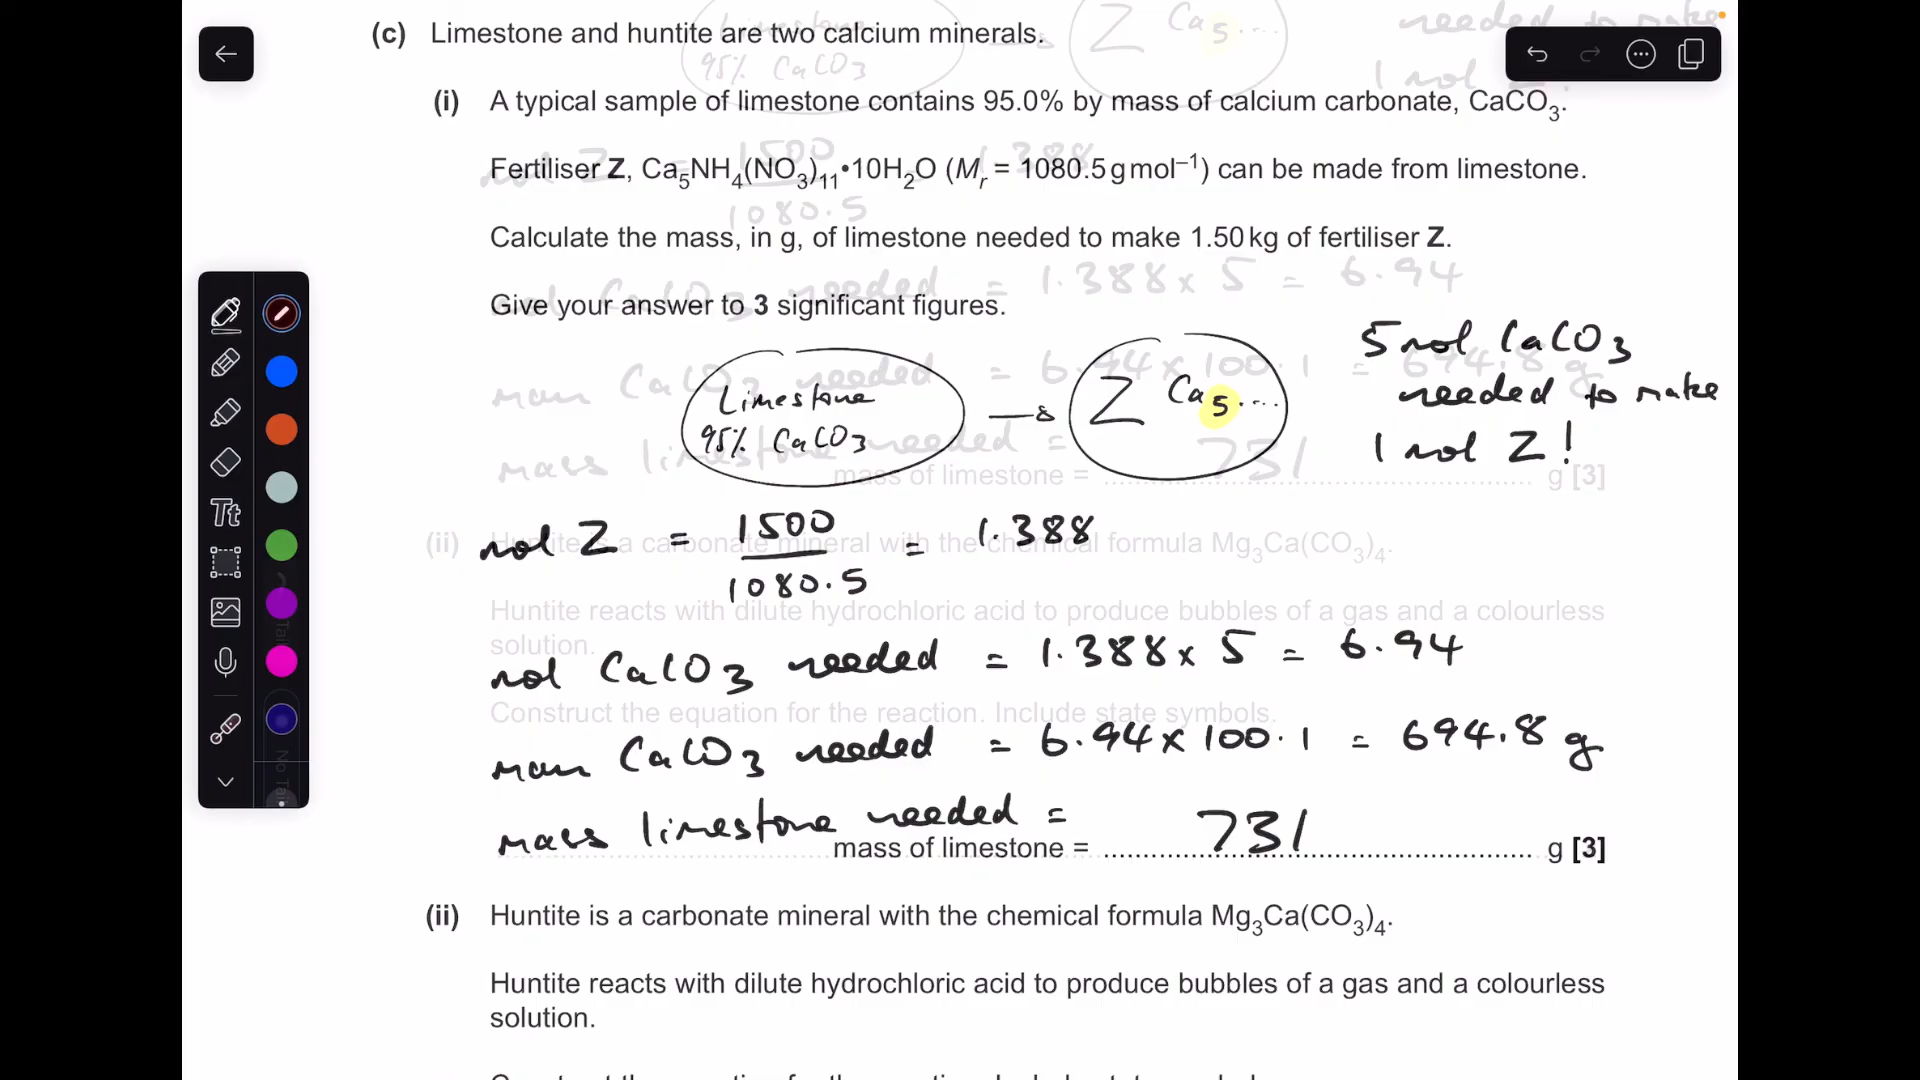 (c) Limestone and huntite are two calcium minerals.
(i) A typical sample of limestone contains 95.0% by mass of calcium carbonate, CaCO3.
Fertiliser Z, Ca5NH4(NO3)11•10H2O (Mr = 1080.5 g mol–1) can be made from limestone.
Calculate the mass, in g, of limestone needed to make 1.50 kg of fertiliser Z.
Give your answer to 3 significant figures.
Limestone
95% CaCO3
→ Z Ca5....
5 mol CaCO3
needed to make
1 mol Z!
mol Z = 1500 / 1080.5 = 1.388
mol CaCO3 needed = 1.388 x 5 = 6.94
mass CaCO3 needed = 6.94 x 100.1 = 694.8 g
mass limestone needed =
mass of limestone = 731 g [3]
(ii) Huntite is a carbonate mineral with the chemical formula Mg3Ca(CO3)4.
Huntite reacts with dilute hydrochloric acid to produce bubbles of a gas and a colourless
solution.
Tt